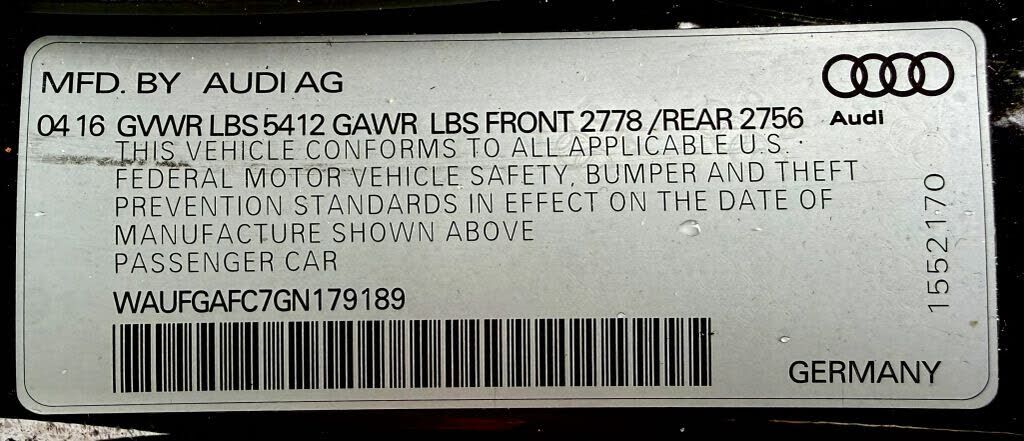 MFD. BY AUDI AG
04 16 GVWR LBS 5412 GAWR LBS FRONT 2778 /REAR 2756
Audi
THIS VEHICLE CONFORMS TO ALL APPLICABLE U.S.
FEDERAL MOTOR VEHICLE SAFETY, BUMPER AND THEFT
PREVENTION STANDARDS IN EFFECT ON THE DATE OF
MANUFACTURE SHOWN ABOVE
PASSENGER CAR
WAUFGAFC7GN179189
1552170
GERMANY